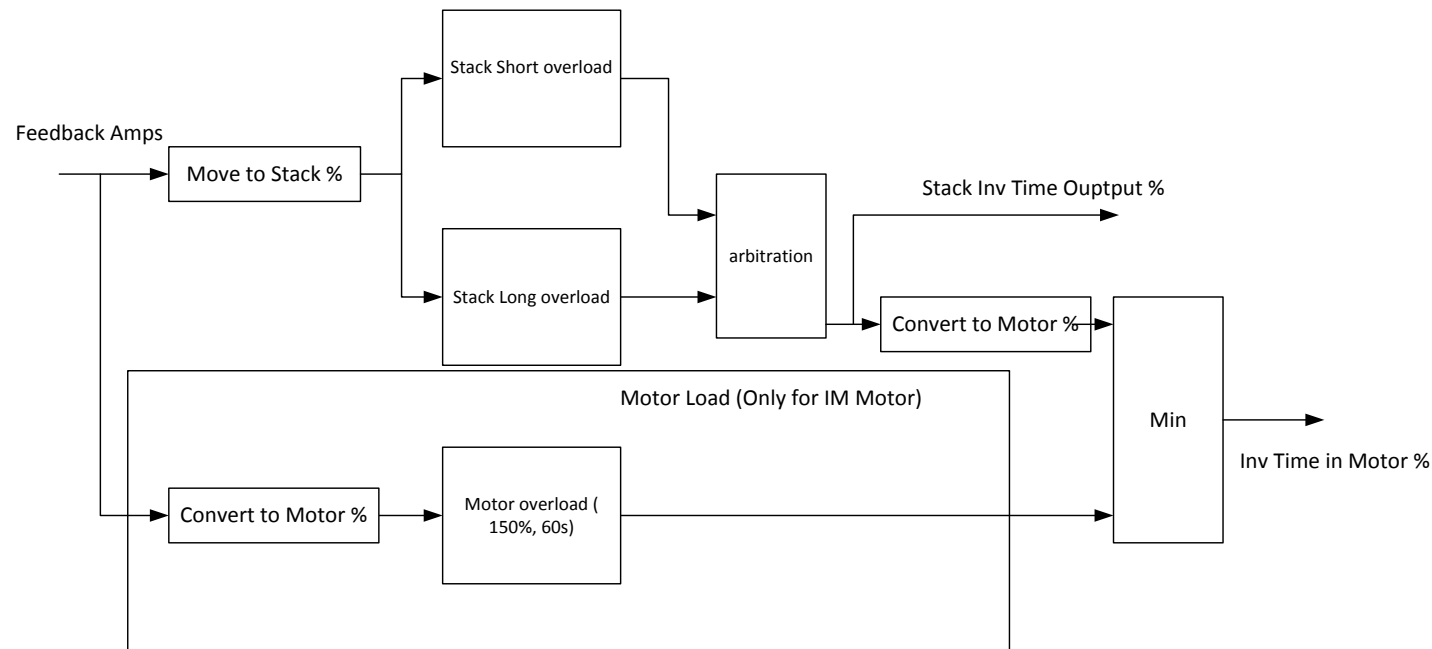 Stack Short overload
Feedback Amps
Move to Stack %
Stack Inv Time Ouptput %
arbitration
Stack Long overload
Convert to Motor %
Motor Load (Only for IM Motor)
Min
Inv Time in Motor %
Convert to Motor %
Motor overload (
150%, 60s)